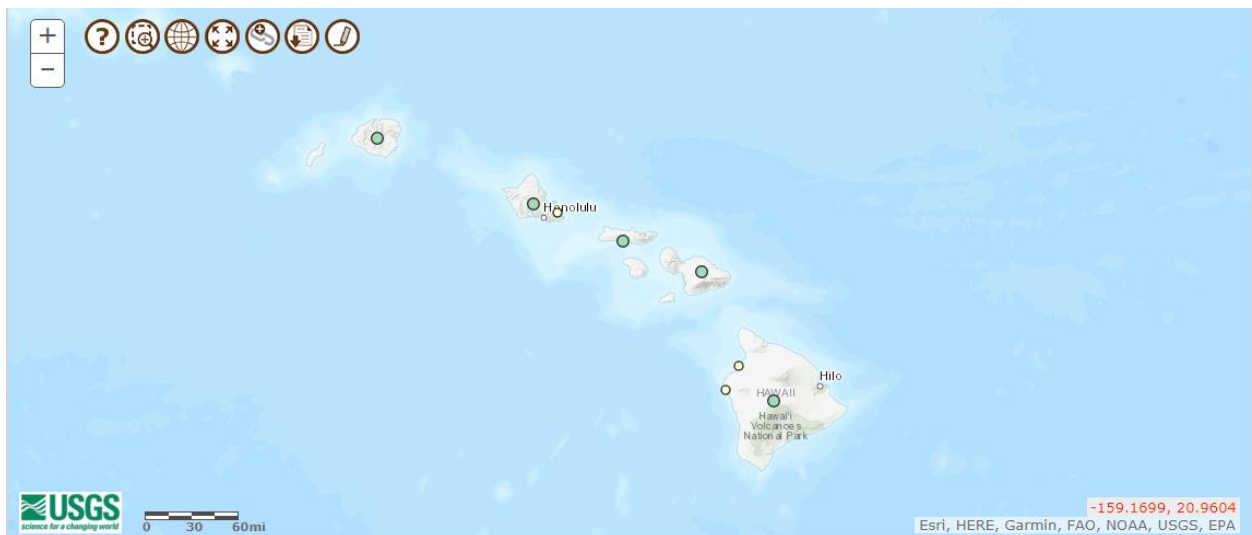 +
?
−
Honolulu
Hilo
HAWAII
Hawai'i
Volcanoes
National Park
USGS
science for a changing world
0 30 60mi
-159.1699, 20.9604
Esri, HERE, Garmin, FAO, NOAA, USGS, EPA